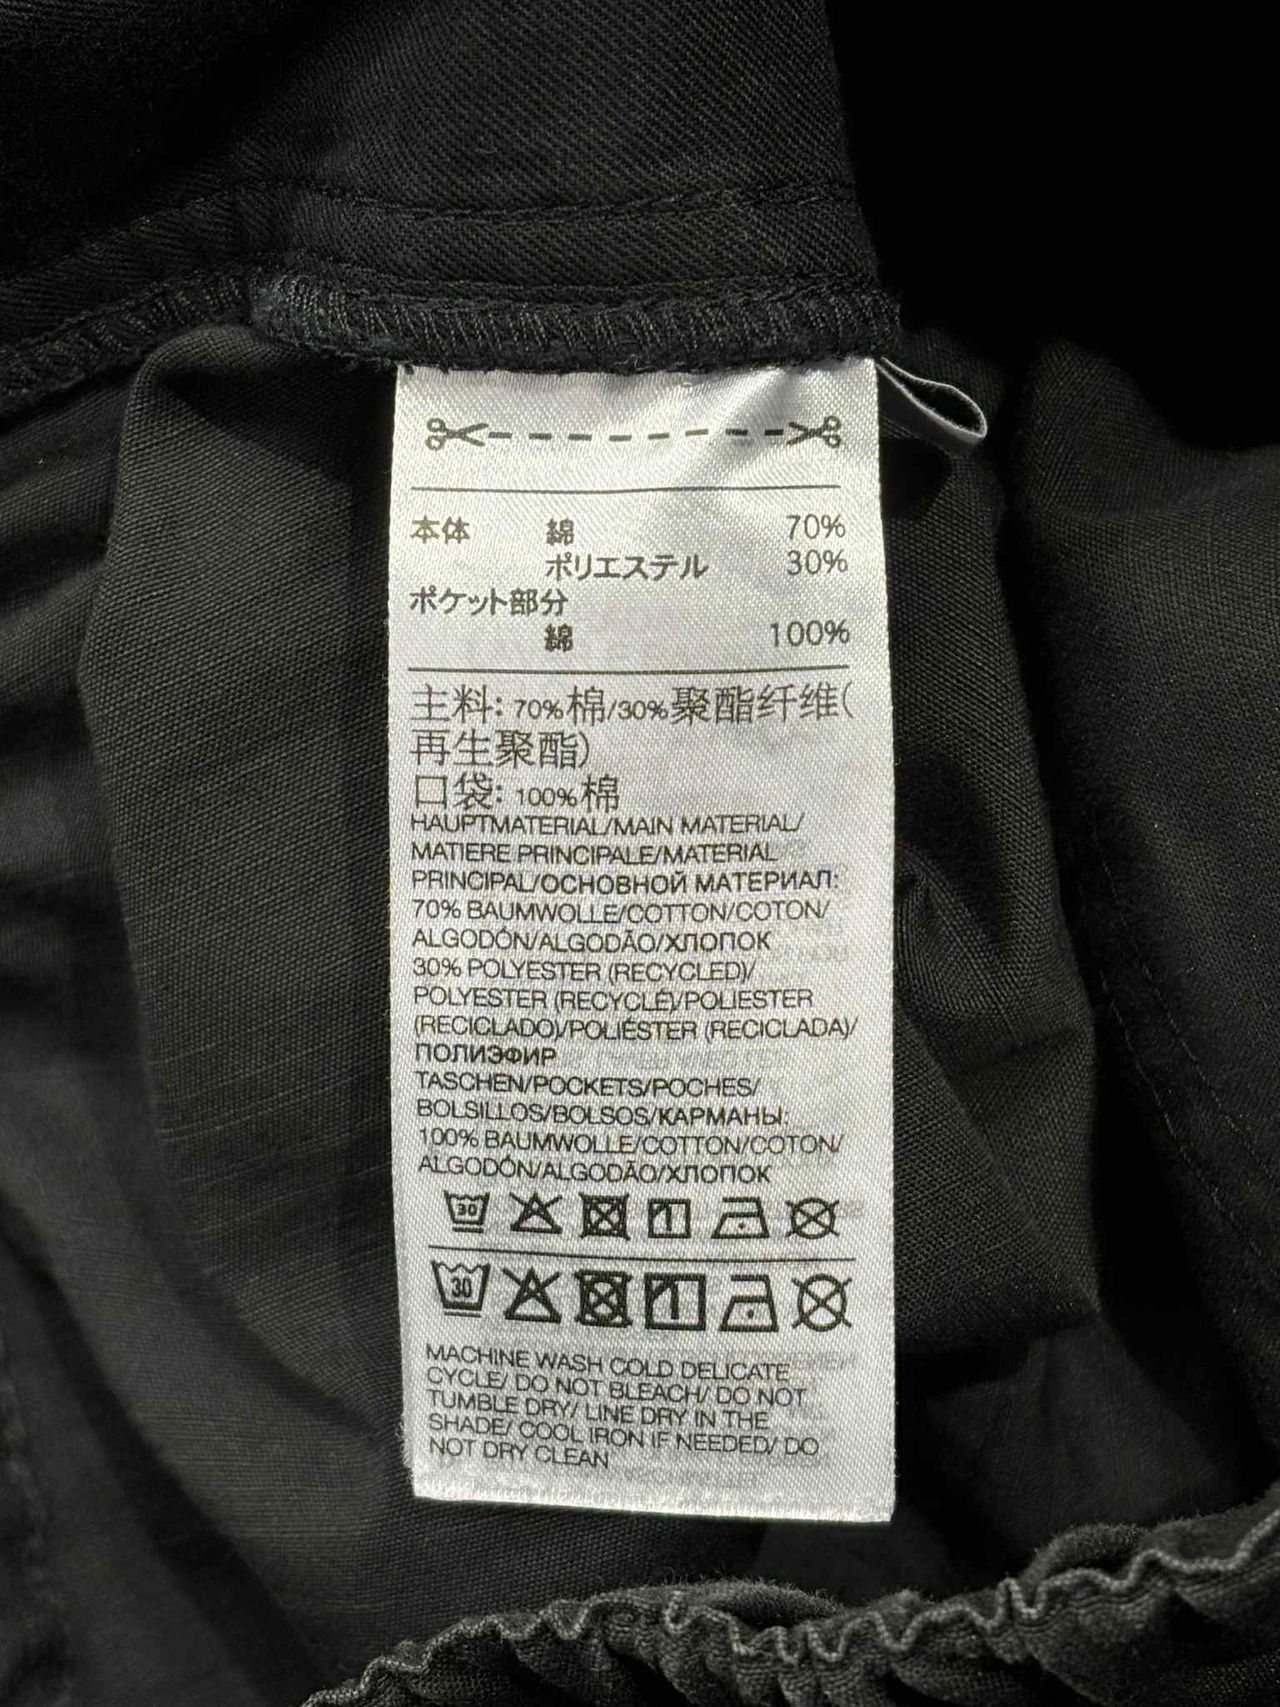 本体 綿 70%
ポリエステル 30%
ポケット部分
綿 100%
主料: 70%棉/30%聚酯纤维(
再生聚酯)
口袋: 100%棉
HAUPTMATERIAL/MAIN MATERIAL/
MATIERE PRINCIPALE/MATERIAL
PRINCIPAL/ОСНОВНОЙ МАТЕРИАЛ:
70% BAUMWOLLE/COTTON/COTON/
ALGODÓN/ALGODÃO/ХЛОПОК
30% POLYESTER (RECYCLED)/
POLYESTER (RECYCLÉ)/POLIESTER
(RECICLADO)/POLIÉSTER (RECICLADA)/
ПОЛИЭФИР
TASCHEN/POCKETS/POCHES/
BOLSILLOS/BOLSOS/КАРМАНЫ:
100% BAUMWOLLE/COTTON/COTON/
ALGODÓN/ALGODÃO/ХЛОПОК
30
30
MACHINE WASH COLD DELICATE
CYCLE/ DO NOT BLEACH/ DO NOT
TUMBLE DRY/ LINE DRY IN THE
SHADE/ COOL IRON IF NEEDED/ DO
NOT DRY CLEAN